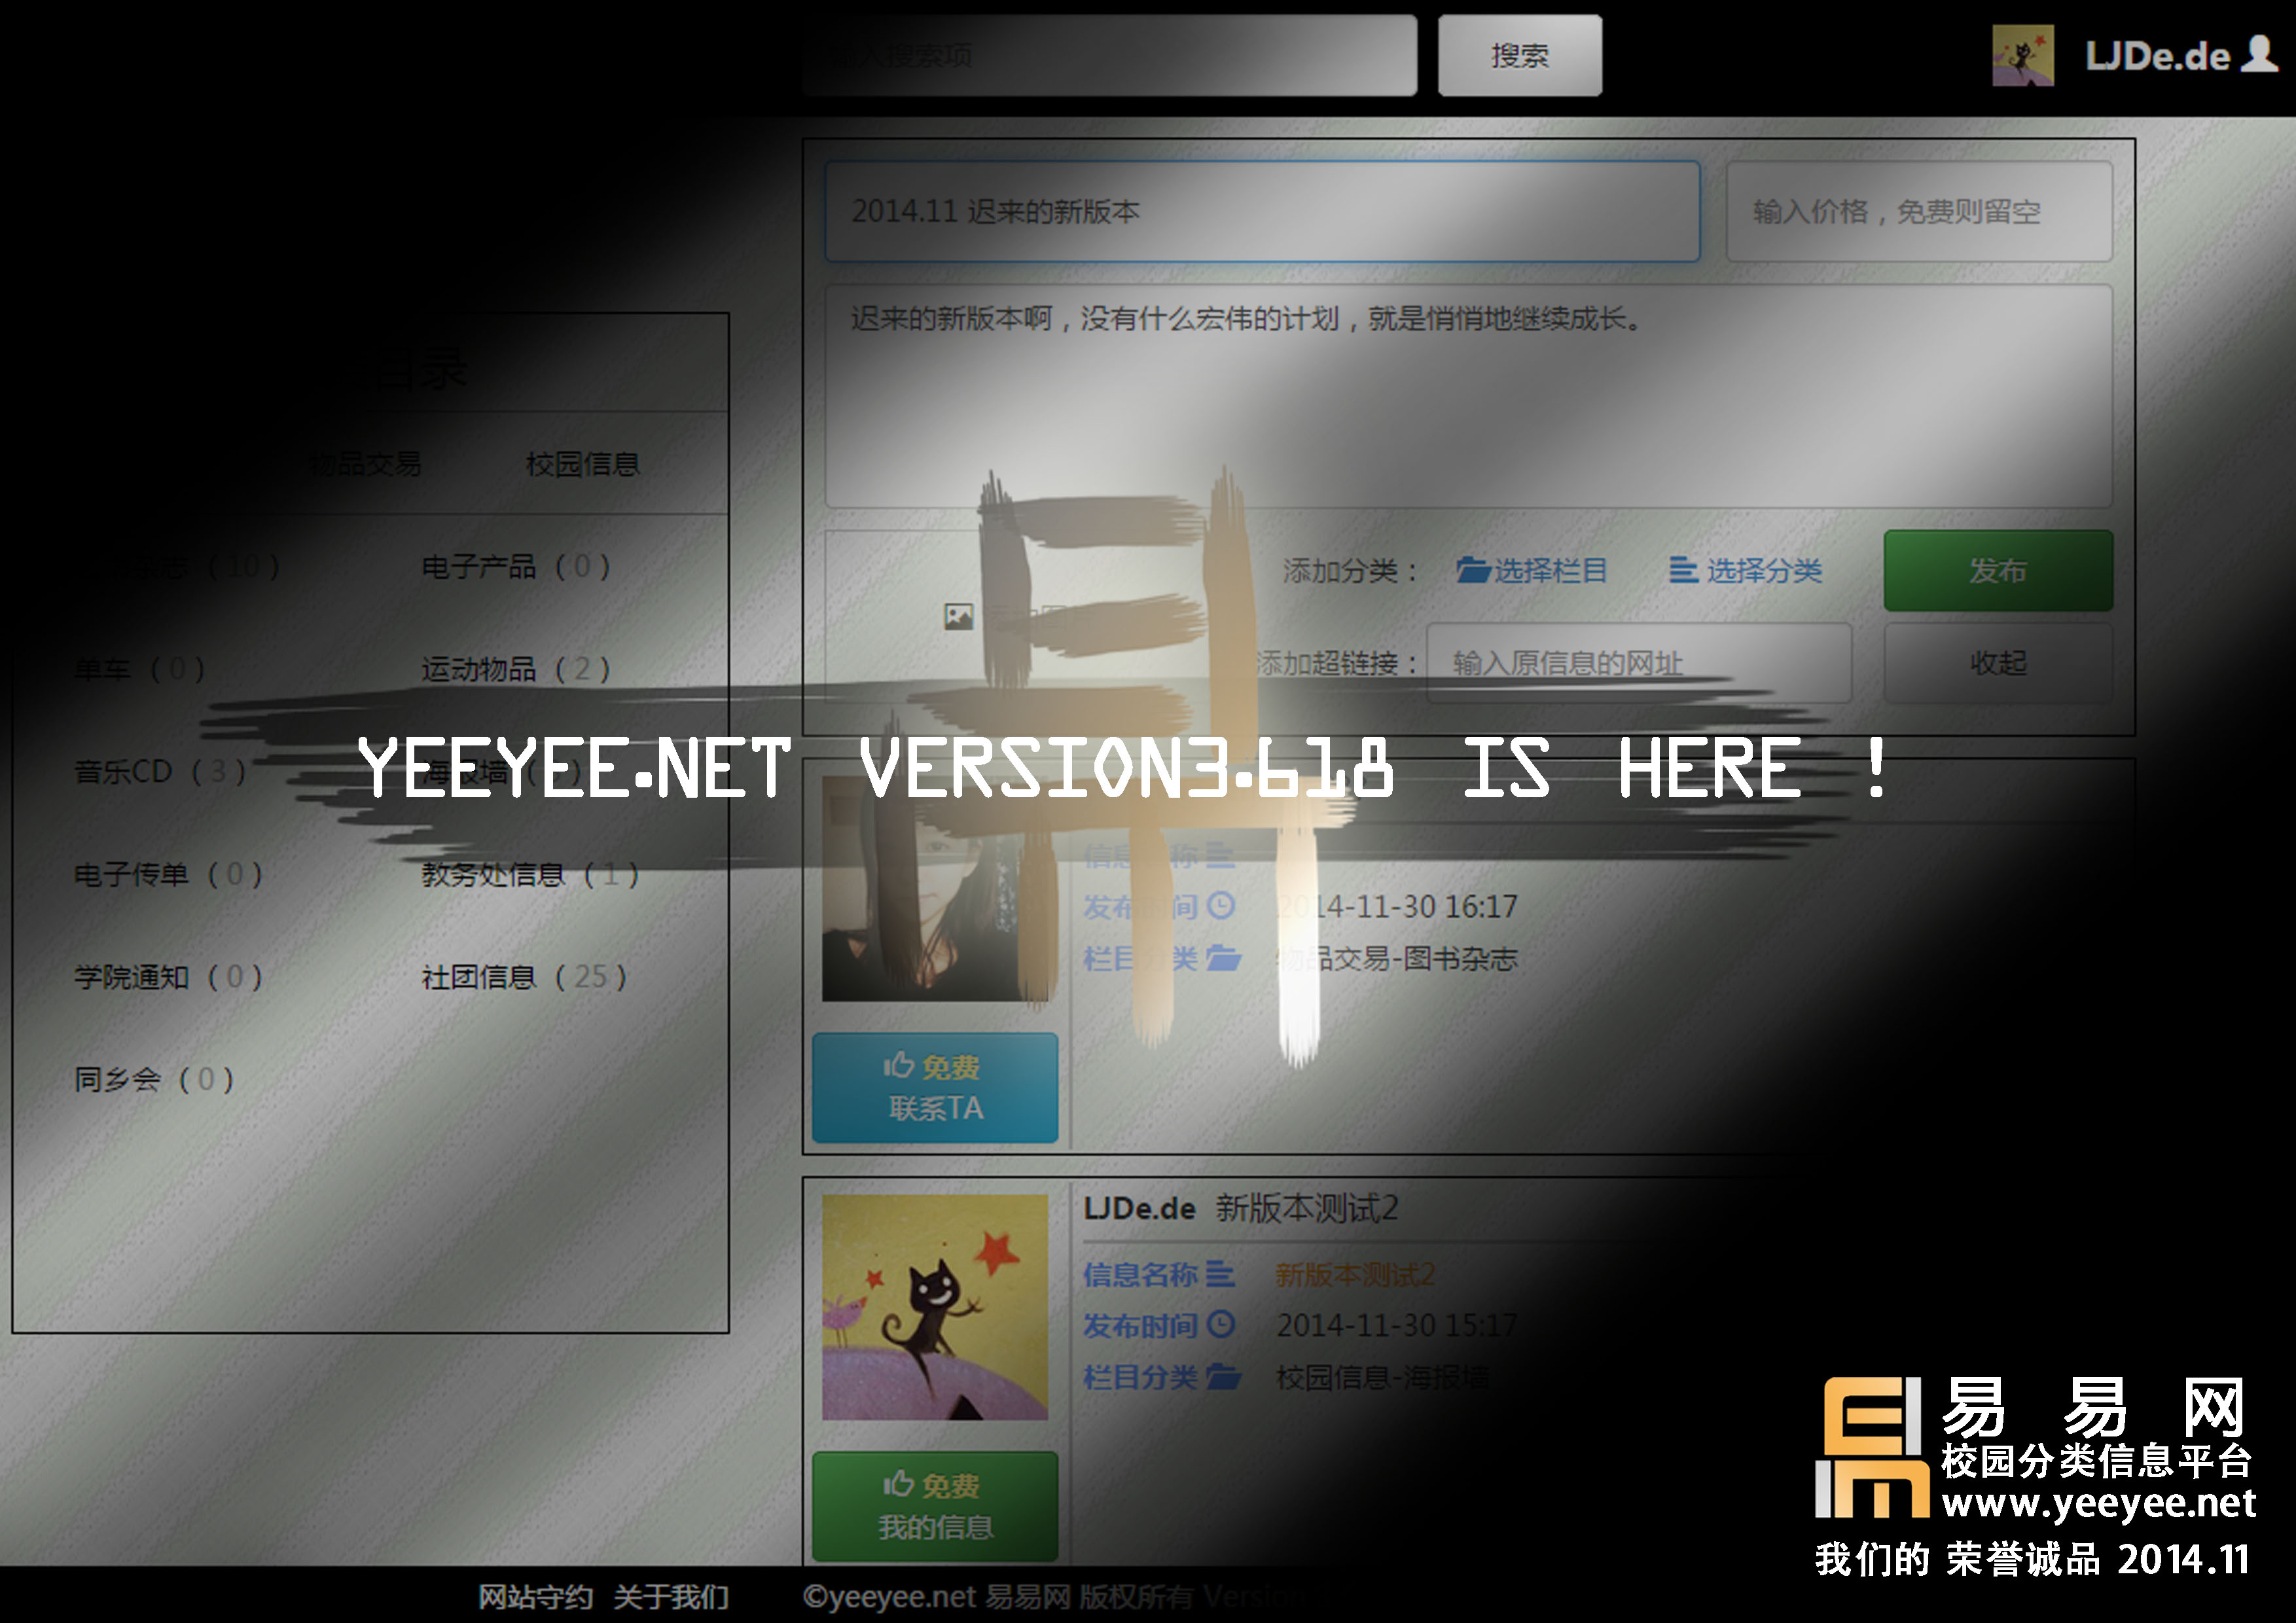 输入搜索项 搜索 LJDe.de
2014.11 迟来的新版本 输入价格，免费则留空
迟来的新版本啊，没有什么宏伟的计划，就是悄悄地继续成长。
目录
物品交易 校园信息
杂志（10） 电子产品（0）
添加分类： 选择栏目 选择分类 发布
单车（0） 运动物品（2）
添加超链接： 输入原信息的网址 收起
YEEYEE.NET VERSION3.618 IS HERE !
音乐CD（3） 海报墙
电子传单（0） 教务处信息（1）
信息名称
发布时间 2014-11-30 16:17
栏目分类 物品交易-图书杂志
学院通知（0） 社团信息（25）
同乡会（0）
免费
联系TA
LJDe.de 新版本测试2
信息名称 新版本测试2
发布时间 2014-11-30 15:17
栏目分类 校园信息-海报墙
免费
我的信息
易易网
校园分类信息平台
www.yeeyee.net
我们的 荣誉诚品 2014.11
网站守约 关于我们 ©yeeyee.net 易易网 版权所有 Version